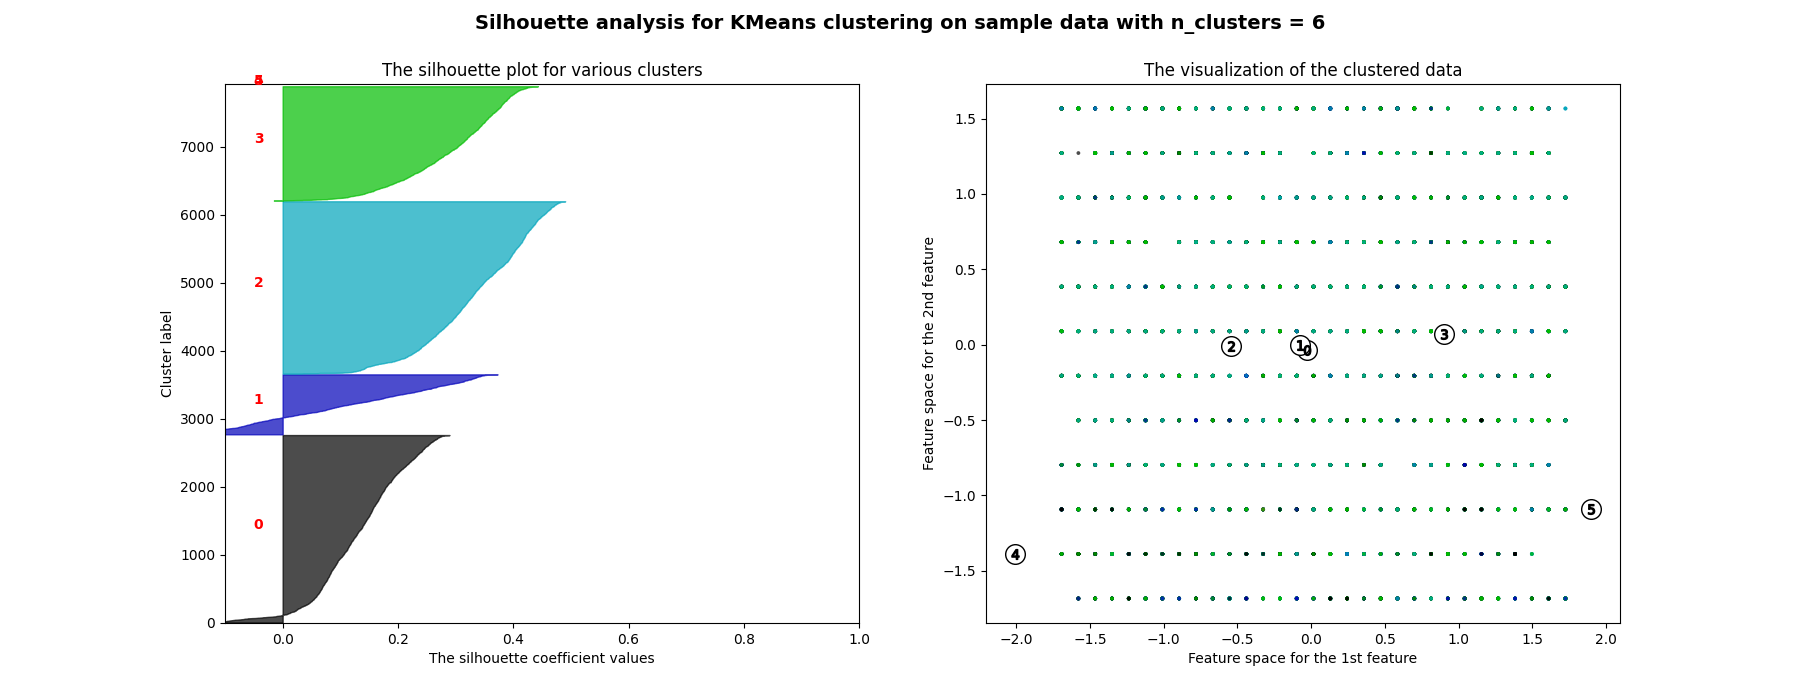 Silhouette analysis for KMeans clustering on sample data with n_clusters = 6
The silhouette plot for various clusters
3
2
1
0
7000
6000
5000
4000
3000
2000
1000
0
Cluster label
0.0 0.2 0.4 0.6 0.8 1.0
The silhouette coefficient values
The visualization of the clustered data
1.5
1.0
0.5
0.0
−0.5
−1.0
−1.5
Feature space for the 2nd feature
2 1 0 3
5
4
−2.0 −1.5 −1.0 −0.5 0.0 0.5 1.0 1.5 2.0
Feature space for the 1st feature